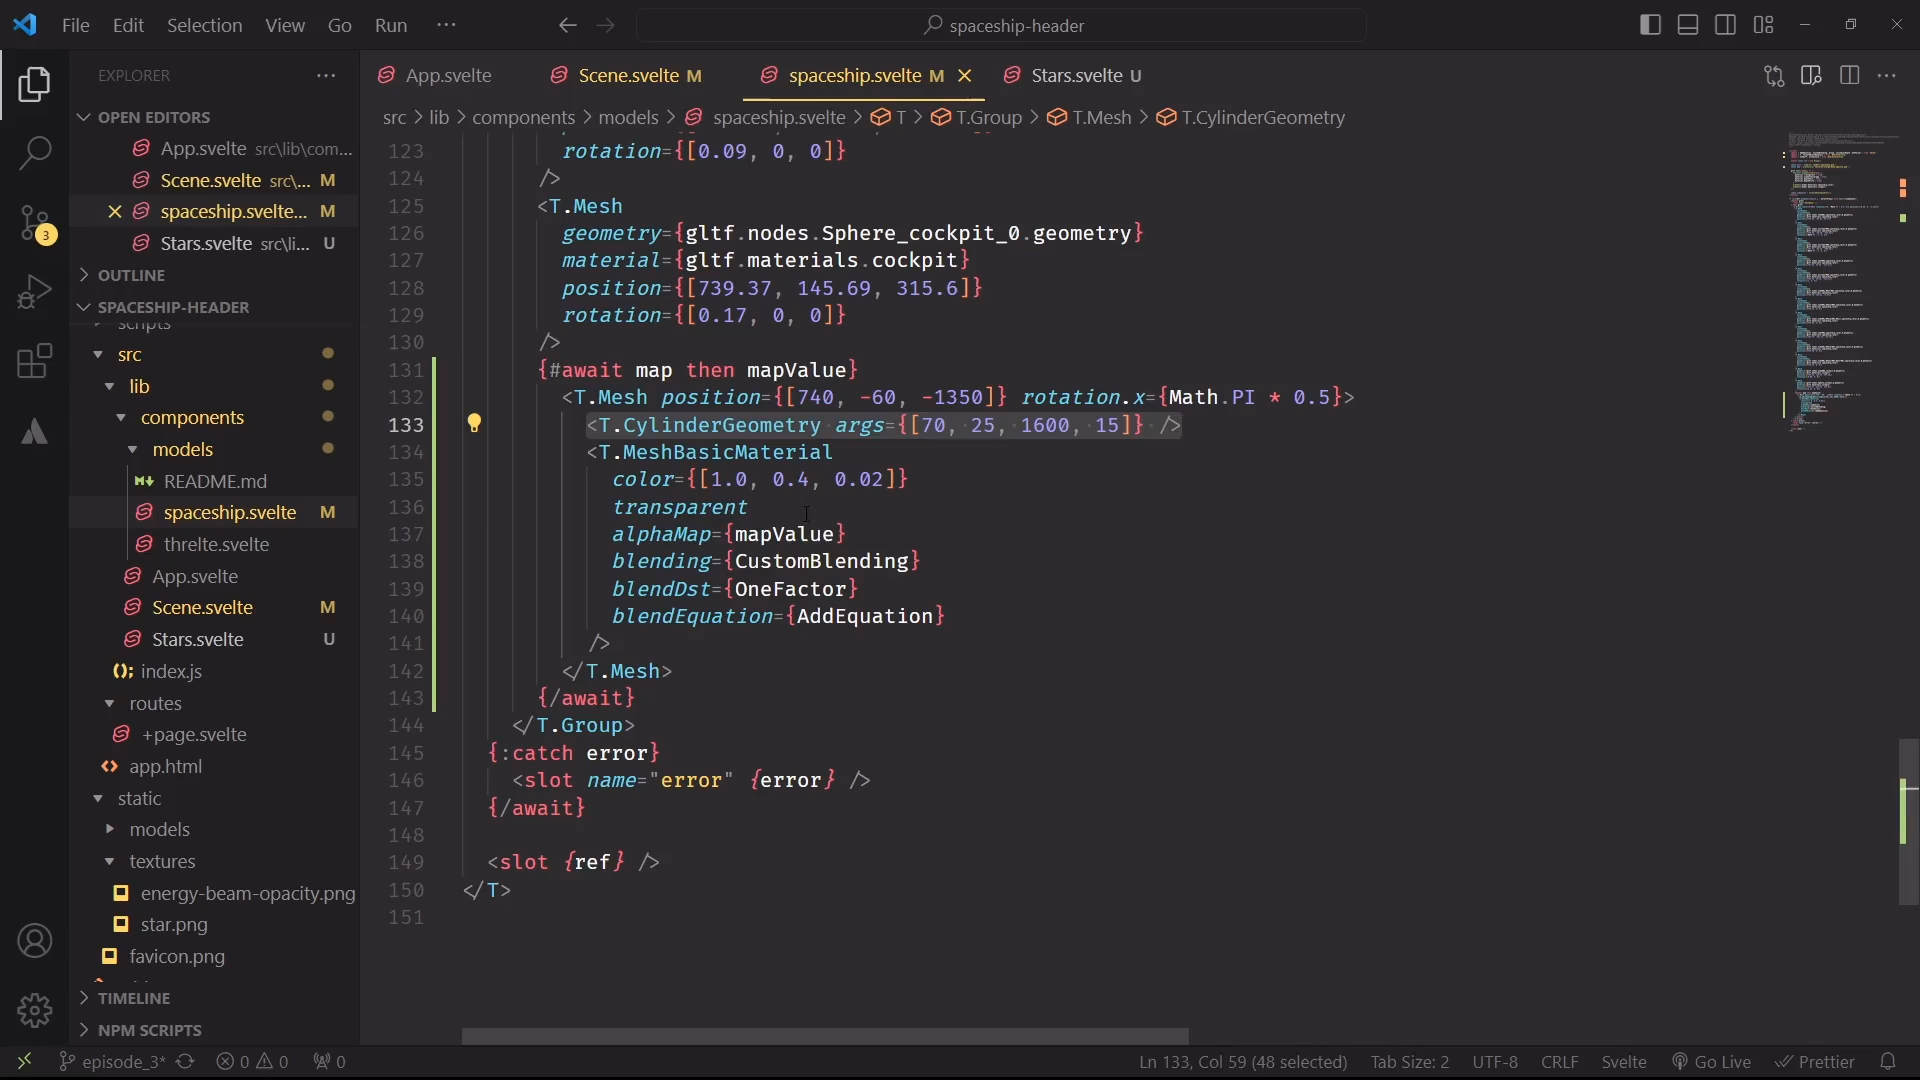 File Edit Selection View Go Run ···
spaceship-header
EXPLORER ···
OPEN EDITORS
App.svelte src\lib\com...
Scene.svelte src\... M
spaceship.svelte... M
Stars.svelte src\li... U
OUTLINE
SPACESHIP-HEADER
scripts
src
lib
components
models
README.md
spaceship.svelte M
threlte.svelte
App.svelte
Scene.svelte M
Stars.svelte U
index.js
routes
+page.svelte
app.html
static
models
textures
energy-beam-opacity.png
star.png
favicon.png
TIMELINE
NPM SCRIPTS
3
App.svelte Scene.svelte M spaceship.svelte M Stars.svelte U
src > lib > components > models > spaceship.svelte > T > T.Group > T.Mesh > T.CylinderGeometry
123 rotation={[0.09, 0, 0]}
124 />
125 <T.Mesh
126 geometry={gltf.nodes.Sphere_cockpit_0.geometry}
127 material={gltf.materials.cockpit}
128 position={[739.37, 145.69, 315.6]}
129 rotation={[0.17, 0, 0]}
130 />
131 {#await map then mapValue}
132 <T.Mesh position={[740, -60, -1350]} rotation.x={Math.PI * 0.5}>
133 <T.CylinderGeometry args={[70, 25, 1600, 15]} />
134 <T.MeshBasicMaterial
135 color={[1.0, 0.4, 0.02]}
136 transparent
137 alphaMap={mapValue}
138 blending={CustomBlending}
139 blendDst={OneFactor}
140 blendEquation={AddEquation}
141 />
142 </T.Mesh>
143 {/await}
144 </T.Group>
145 {:catch error}
146 <slot name="error" {error} />
147 {/await}
148
149 <slot {ref} />
150 </T>
151
episode_3* 0 0 0 Ln 133, Col 59 (48 selected) Tab Size: 2 UTF-8 CRLF Svelte Go Live Prettier